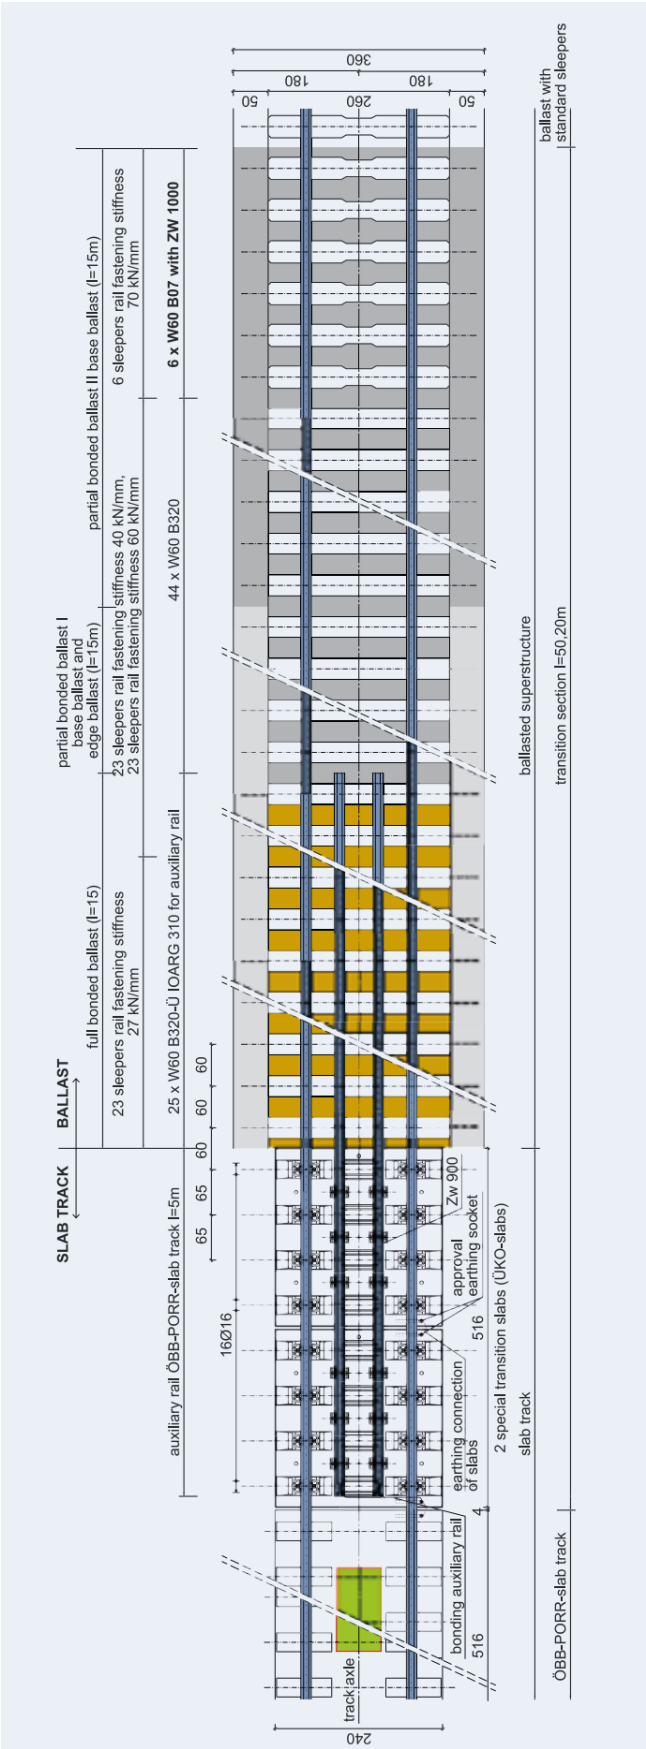 360
180
180
50
260
50
ballast with
standard sleepers
partial bonded ballast II base ballast (l=15m)
6 sleepers rail fastening stiffness
70 kN/mm
6 x W60 B07 with ZW 1000
partial bonded ballast I
base ballast and
edge ballast (l=15m)
23 sleepers rail fastening stiffness 40 kN/mm,
23 sleepers rail fastening stiffness 60 kN/mm
44 x W60 B320
ballasted superstructure
transition section l=50,20m
full bonded ballast (l=15)
23 sleepers rail fastening stiffness
27 kN/mm
25 x W60 B320-Ü IOARG 310 for auxiliary rail
60
60
60
65
65
SLAB TRACK
BALLAST
auxiliary rail ÖBB-PORR-slab track l=5m
16Ø16
Zw 900
approval
earthing socket
516
earthing connection
of slabs
2 special transition slabs (ÜKO-slabs)
slab track
4
bonding auxiliary rail
516
ÖBB-PORR-slab track
track axle
240